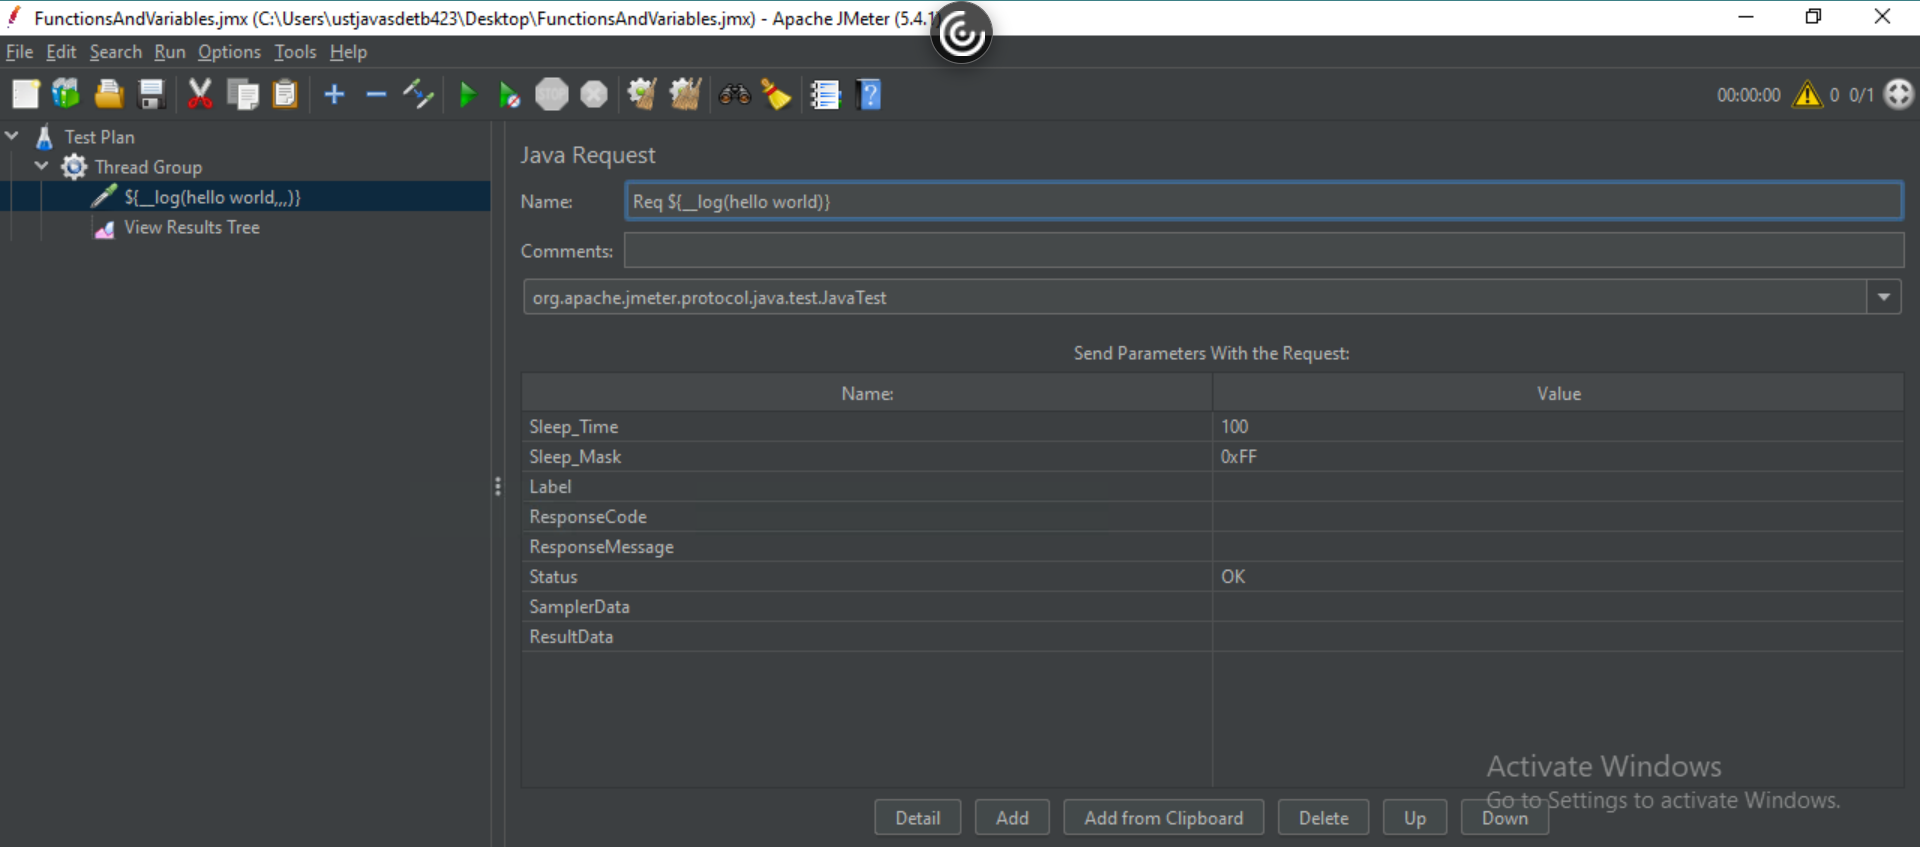 FunctionsAndVariables.jmx (C:\Users\ustjavasdetb423\Desktop\FunctionsAndVariables.jmx) - Apache JMeter (5.4.1)
File Edit Search Run Options Tools Help
STOP
?
00:00:00 0 0/1
Test Plan
Thread Group
${__log(hello world,,,)}
View Results Tree
Java Request
Name: Req ${__log(hello world)}
Comments:
org.apache.jmeter.protocol.java.test.JavaTest
Send Parameters With the Request:
Name: Value
Sleep_Time 100
Sleep_Mask 0xFF
Label
ResponseCode
ResponseMessage
Status OK
SamplerData
ResultData
Activate Windows
Go to Settings to activate Windows.
Detail Add Add from Clipboard Delete Up Down